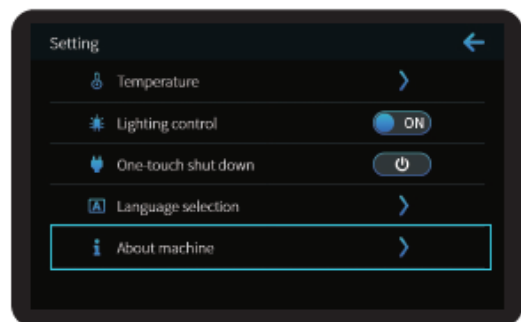 Setting
Temperature
Lighting control
ON
One-touch shut down
A Language selection
About machine